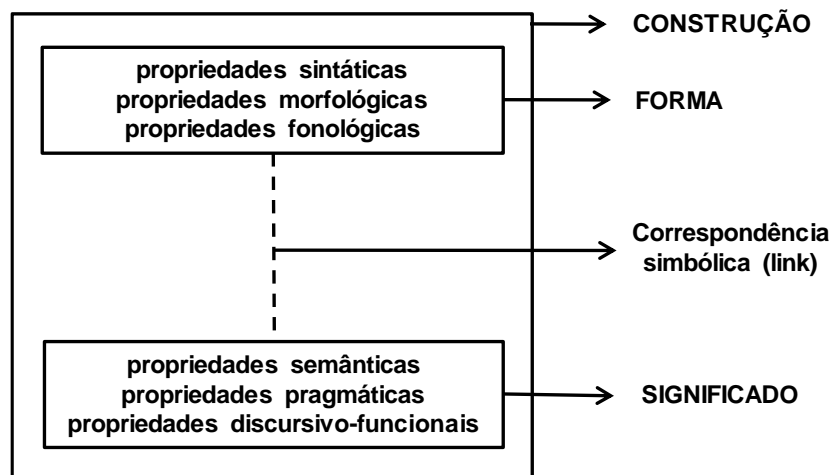 CONSTRUÇÃO
propriedades sintáticas
propriedades morfológicas
propriedades fonológicas
FORMA
Correspondência
simbólica (link)
propriedades semânticas
propriedades pragmáticas
propriedades discursivo-funcionais
SIGNIFICADO